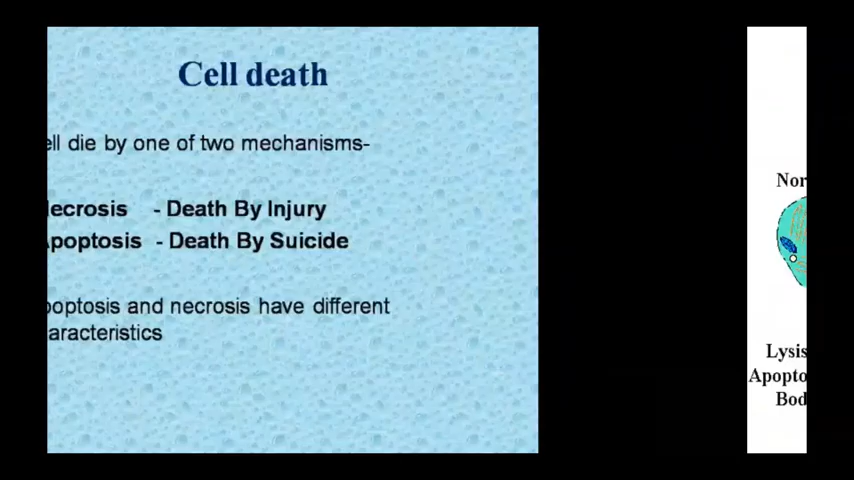 Cell death
ell die by one of two mechanisms-
ecrosis - Death By Injury
Apoptosis - Death By Suicide
poptosis and necrosis have different
aracteristics
Nor
Lysis
Apopto
Bod